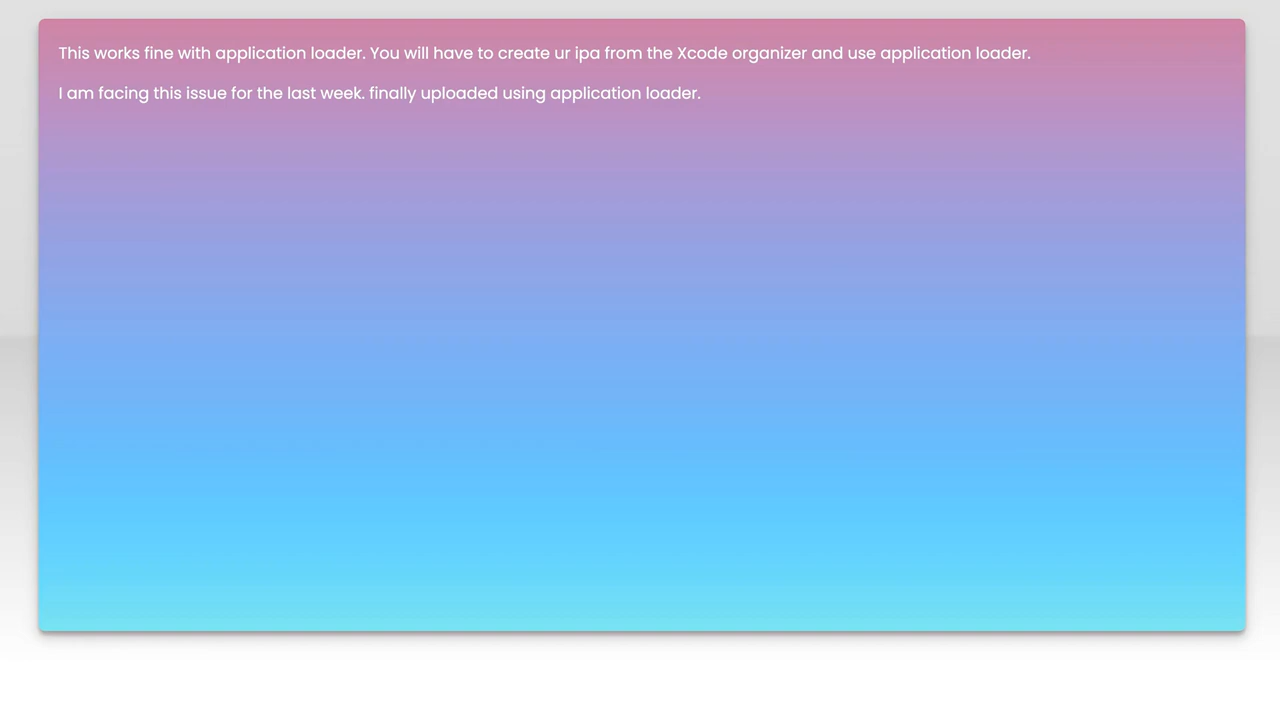 This works fine with application loader. You will have to create ur ipa from the Xcode organizer and use application loader.
I am facing this issue for the last week. finally uploaded using application loader.